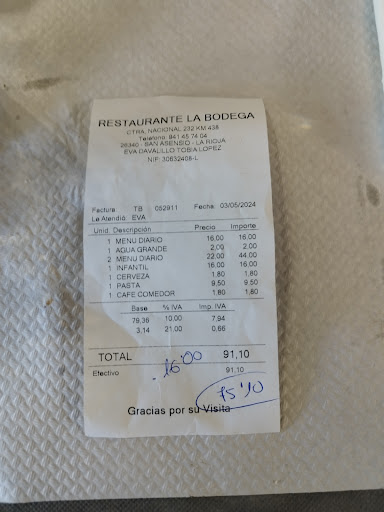 RESTAURANTE LA BODEGA
CTRA. NACIONAL 232 KM 438
Telefono: 941 45 74 04
26340 - SAN ASENSIO - LA RIOJA
EVA DAVALILLO TOBIA LOPEZ
NIF: 30632408-L
Factura TB 052911 Fecha: 03/05/2024
Le Atendió: EVA
Unid. Descripción Precio Importe
1 MENU DIARIO 16,00 16,00
1 AGUA GRANDE 2,00 2,00
2 MENU DIARIO 22,00 44,00
1 INFANTIL 16,00 16,00
1 CERVEZA 1,80 1,80
1 PASTA 9,50 9,50
1 CAFE COMEDOR 1,80 1,80
Base % IVA Imp. IVA
79,36 10,00 7,94
3,14 21,00 0,66
TOTAL 91,10
Efectivo 91,10
- 16'00
75'10
Gracias por su Visita